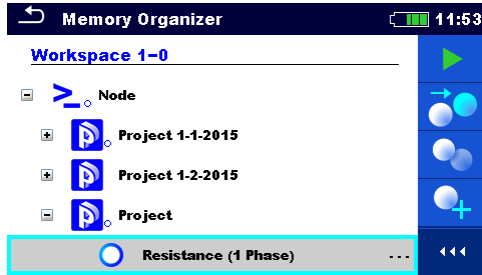 Memory Organizer
11:53
Workspace 1-0
Node
Project 1-1-2015
Project 1-2-2015
Project
Resistance (1 Phase) ...